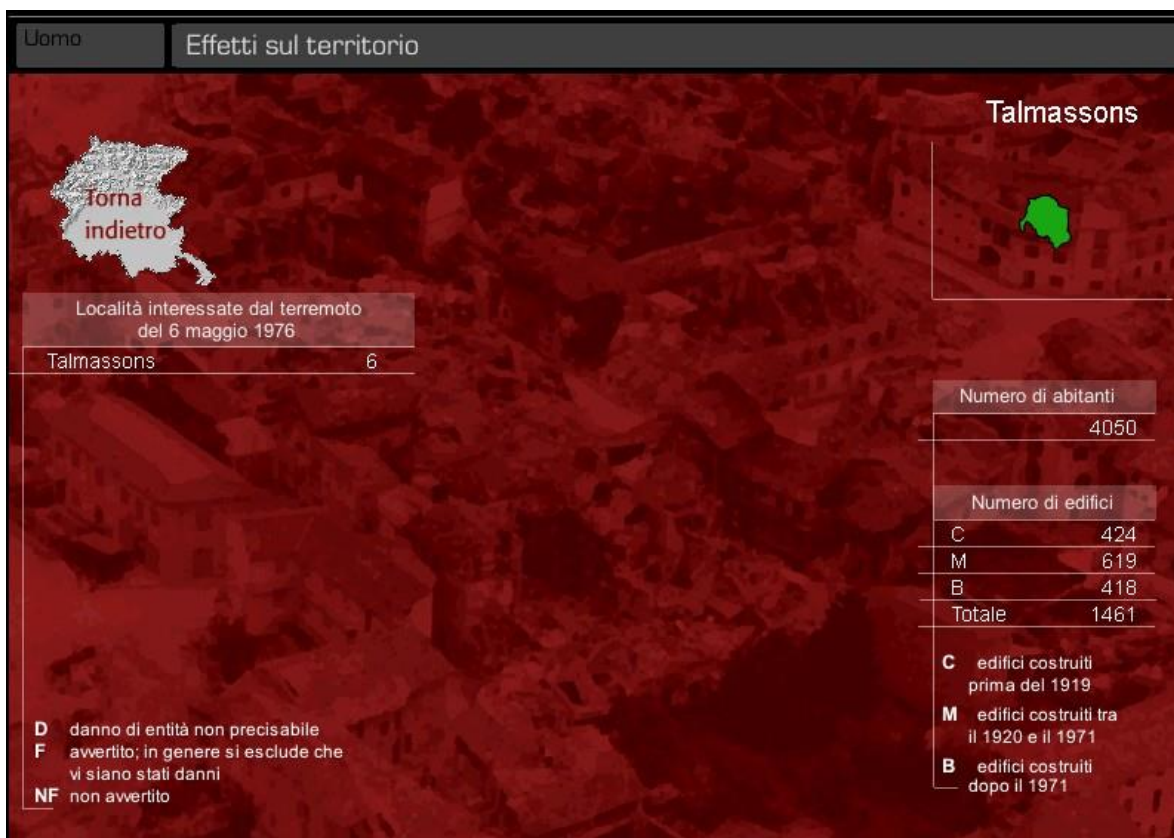 Uomo
Effetti sul territorio
Talmassons
Torna
indietro
Località interessate dal terremoto
del 6 maggio 1976
Talmassons 6
Numero di abitanti
4050
Numero di edifici
C 424
M 619
B 418
Totale 1461
C edifici costruiti
prima del 1919
M edifici costruiti tra
il 1920 e il 1971
B edifici costruiti
dopo il 1971
D danno di entità non precisabile
F avvertito; in genere si esclude che
vi siano stati danni
NF non avvertito